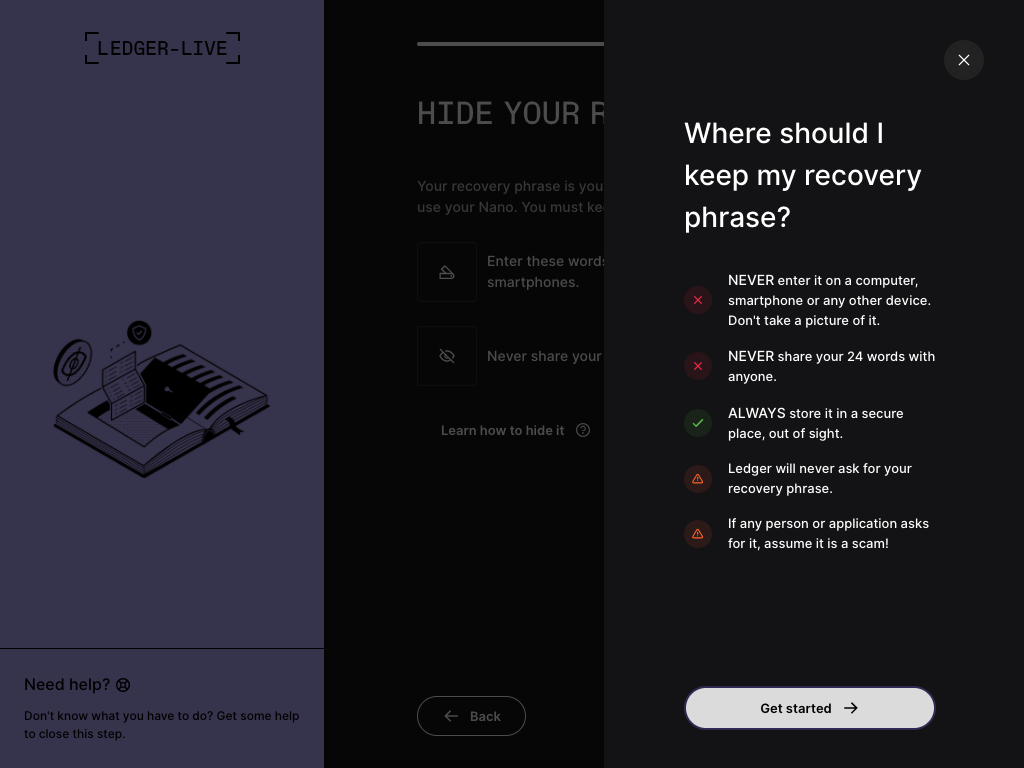 LEDGER-LIVE
Need help?
Don't know what you have to do? Get some help
to close this step.
HIDE YOUR
Your recovery phrase is you
use your Nano. You must
Enter these words
smartphones.
Never share your
Learn how to hide it
Back
Where should I
keep my recovery
phrase?
NEVER enter it on a computer,
smartphone or any other device.
Don't take a picture of it.
NEVER share your 24 words with
anyone.
ALWAYS store it in a secure
place, out of sight.
Ledger will never ask for your
recovery phrase.
If any person or application asks
for it, assume it is a scam!
Get started